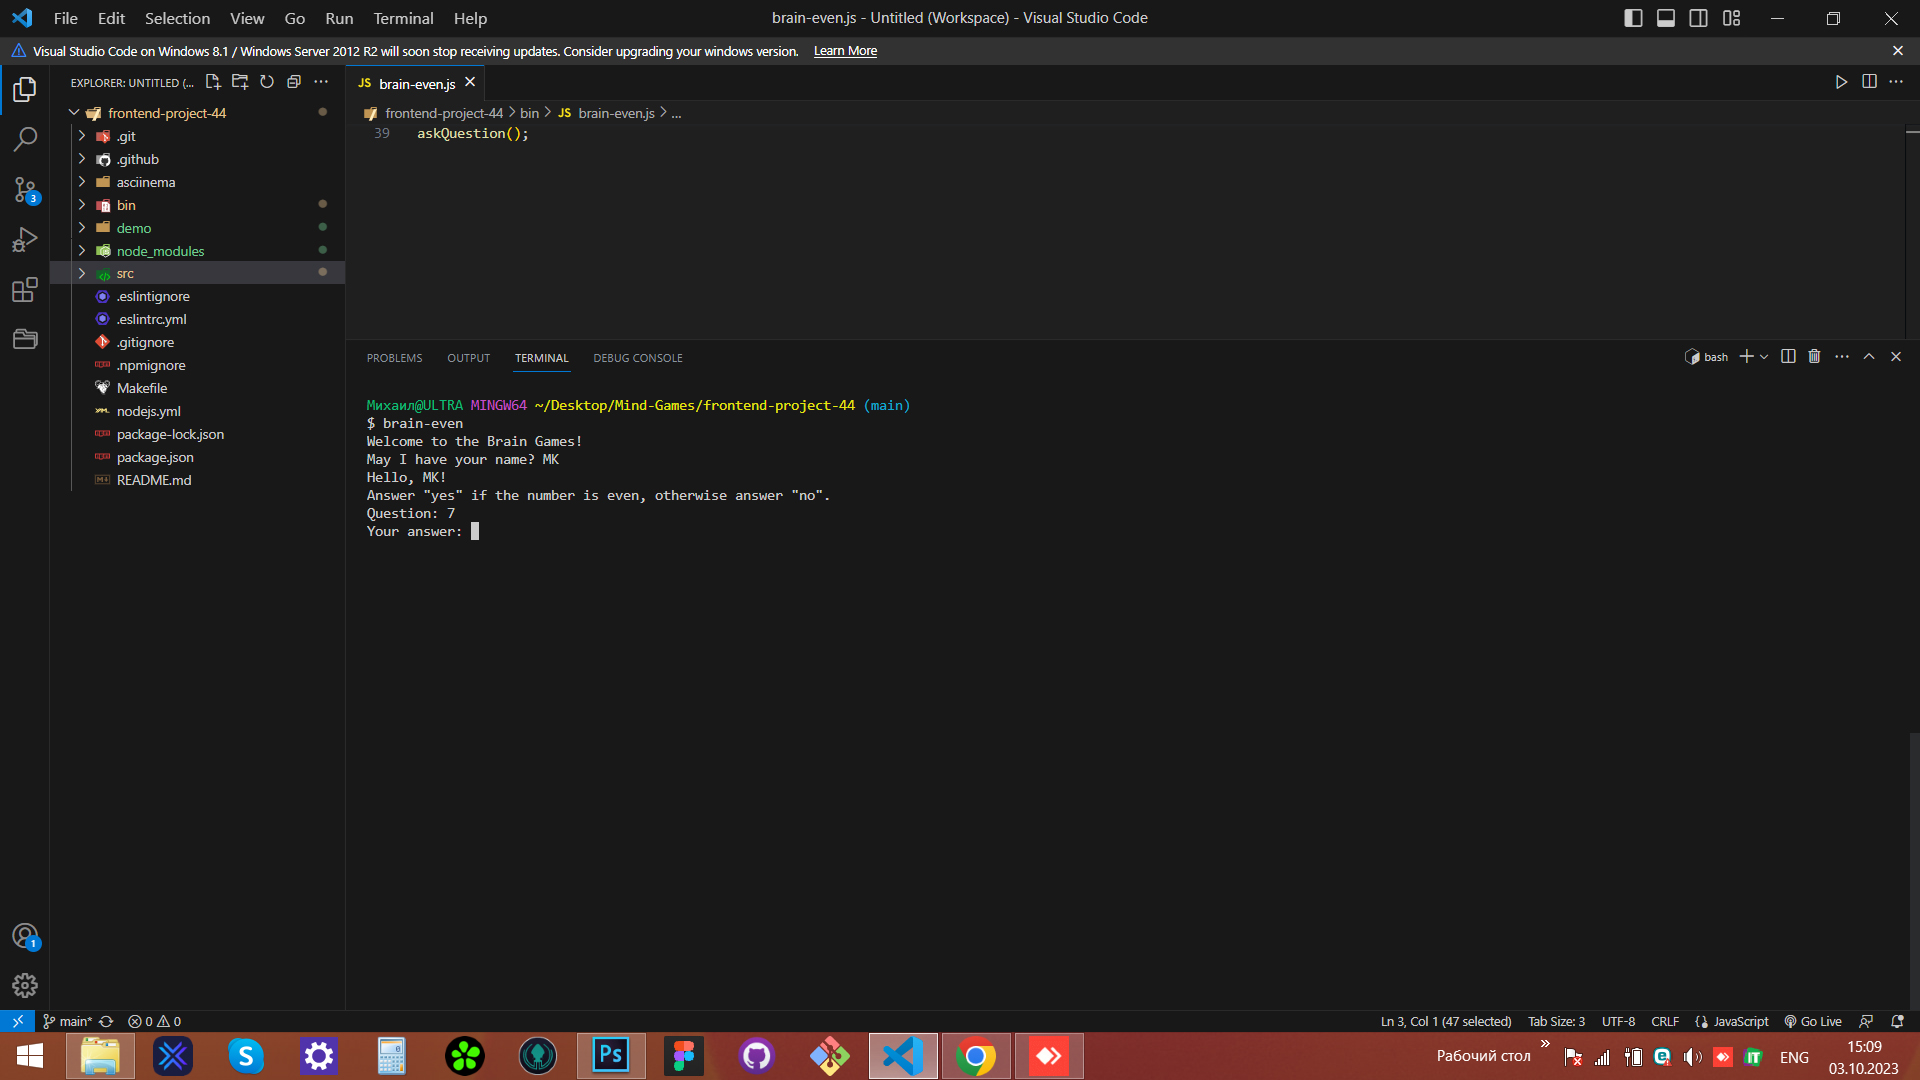 File Edit Selection View Go Run Terminal Help
brain-even.js - Untitled (Workspace) - Visual Studio Code
Visual Studio Code on Windows 8.1 / Windows Server 2012 R2 will soon stop receiving updates. Consider upgrading your windows version. Learn More
EXPLORER: UNTITLED (...
frontend-project-44
.git
.github
asciinema
bin
demo
node_modules
src
.eslintignore
.eslintrc.yml
.gitignore
.npmignore
Makefile
nodejs.yml
package-lock.json
package.json
README.md
JS brain-even.js
frontend-project-44 > bin > JS brain-even.js > ...
39 askQuestion();
PROBLEMS OUTPUT TERMINAL DEBUG CONSOLE
bash
Михаил@ULTRA MINGW64 ~/Desktop/Mind-Games/frontend-project-44 (main)
$ brain-even
Welcome to the Brain Games!
May I have your name? MK
Hello, MK!
Answer "yes" if the number is even, otherwise answer "no".
Question: 7
Your answer:
3
1
main* 0 0
Ln 3, Col 1 (47 selected) Tab Size: 3 UTF-8 CRLF {} JavaScript Go Live
Ps
Рабочий стол » ENG
15:09
03.10.2023